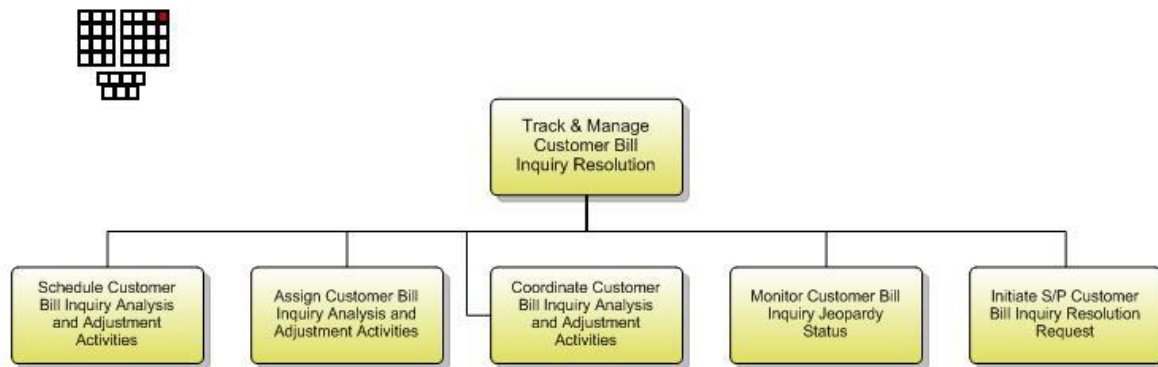 Track & Manage
Customer Bill
Inquiry Resolution
Schedule Customer
Bill Inquiry Analysis
and Adjustment
Activities
Assign Customer Bill
Inquiry Analysis and
Adjustment Activities
Coordinate Customer
Bill Inquiry Analysis
and Adjustment
Activities
Monitor Customer Bill
Inquiry Jeopardy
Status
Initiate S/P Customer
Bill Inquiry Resolution
Request